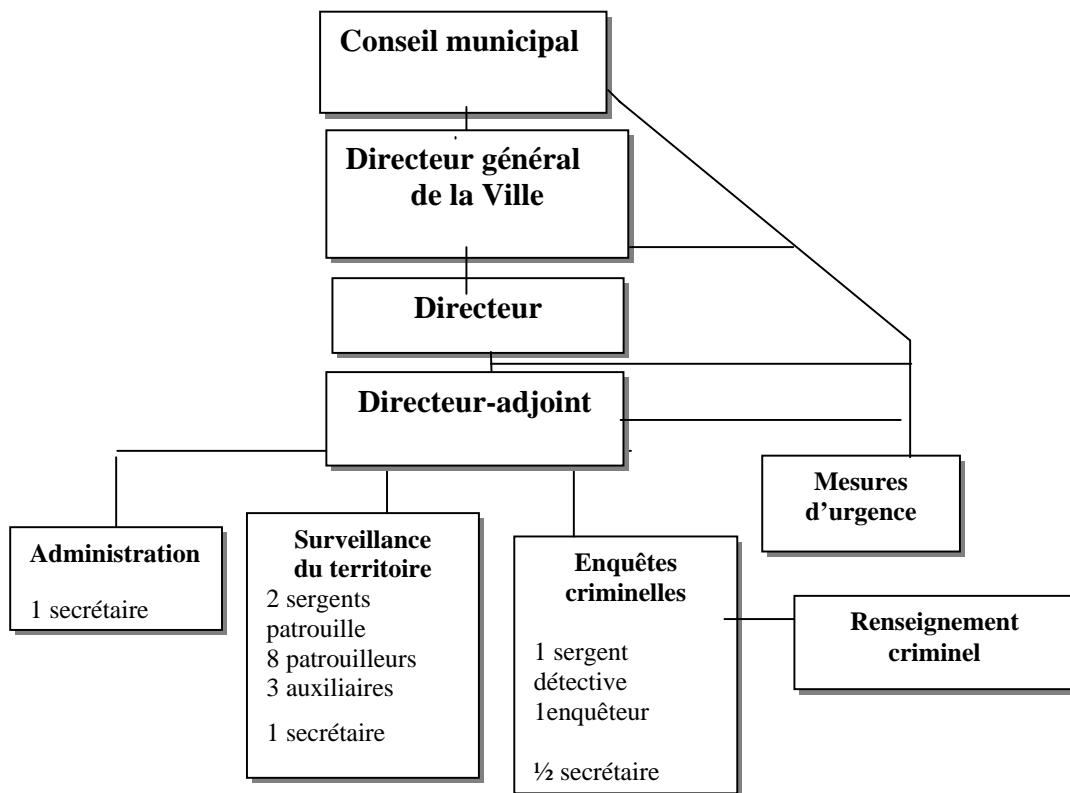 Conseil municipal
Directeur général
de la Ville
Directeur
Directeur-adjoint
Mesures
d’urgence
Administration
1 secrétaire
Surveillance
du territoire
2 sergents
patrouille
8 patrouilleurs
3 auxiliaires
1 secrétaire
Enquêtes
criminelles
1 sergent
détective
1enquêteur
½ secrétaire
Renseignement
criminel